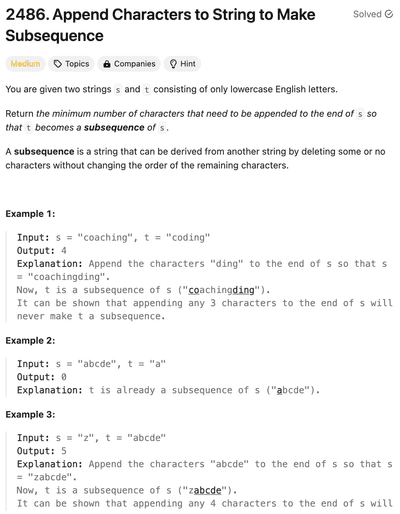 2486. Append Characters to String to Make
Solved
Subsequence
Medium Topics Companies Hint
You are given two strings s and t consisting of only lowercase English letters.
Return the minimum number of characters that need to be appended to the end of s so
that t becomes a subsequence of s.
A subsequence is a string that can be derived from another string by deleting some or no
characters without changing the order of the remaining characters.
Example 1:
Input: s = "coaching", t = "coding"
Output: 4
Explanation: Append the characters "ding" to the end of s so that s
= "coachingding".
Now, t is a subsequence of s ("coachingding").
It can be shown that appending any 3 characters to the end of s will
never make t a subsequence.
Example 2:
Input: s = "abcde", t = "a"
Output: 0
Explanation: t is already a subsequence of s ("abcde").
Example 3:
Input: s = "z", t = "abcde"
Output: 5
Explanation: Append the characters "abcde" to the end of s so that s
= "zabcde".
Now, t is a subsequence of s ("zabcde").
It can be shown that appending any 4 characters to the end of s will